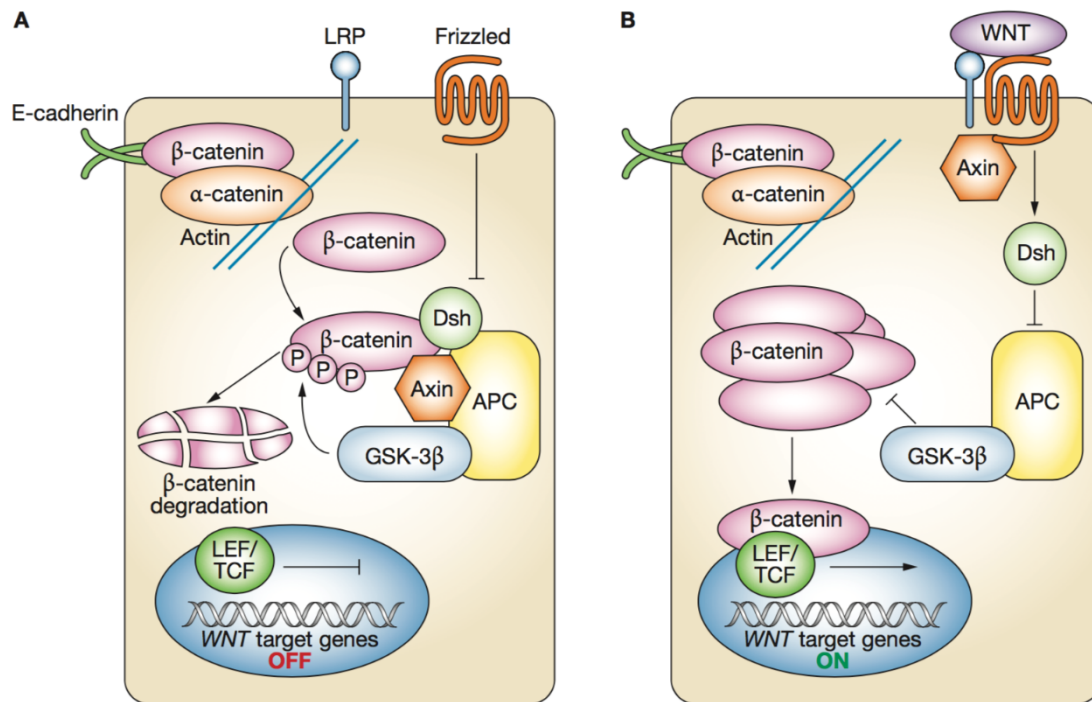 A
LRP
Frizzled
E-cadherin
β-catenin
α-catenin
Actin
β-catenin
Dsh
β-catenin
P
P
P
Axin
APC
GSK-3β
β-catenin
degradation
LEF/
TCF
WNT target genes
OFF
B
WNT
β-catenin
α-catenin
Axin
Actin
Dsh
β-catenin
APC
GSK-3β
β-catenin
LEF/
TCF
WNT target genes
ON